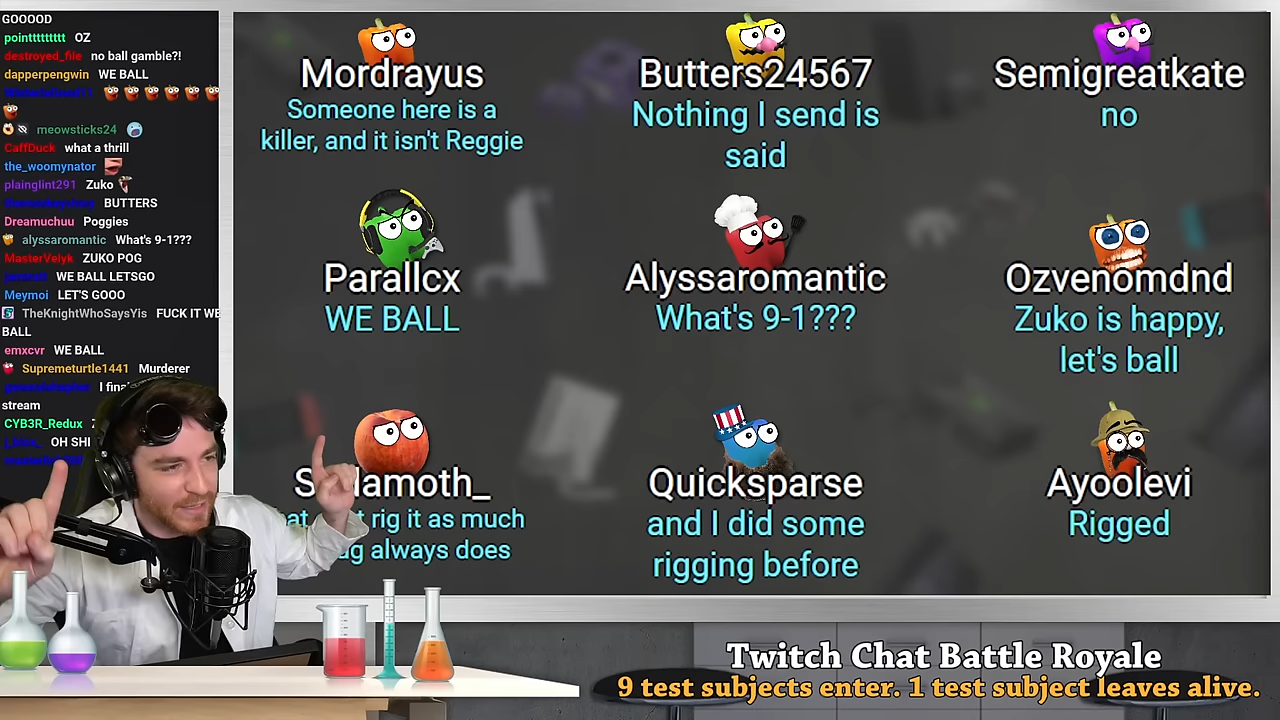 GOOOOD
pointttttttt OZ
destroyed_file no ball gamble?!
dapperpengwin WE BALL
meowsticks24
CaffDuck what a thrill
the_woomynator
plainglint291 Zuko
BUTTERS
Dreamuchuu Poggies
alyssaromantic What's 9-1???
MasterVelyk ZUKO POG
WE BALL LETSGO
Meymoi LET'S GOOO
TheKnightWhoSaysYis FUCK IT WE
BALL
emxcvr WE BALL
Supremeturtle1441 Murderer
I final
stream
CYB3R_Redux
OH SHI
Mordrayus
Someone here is a
killer, and it isn't Reggie
Butters24567
Nothing I send is
said
Semigreatkate
no
Parallcx
WE BALL
Alyssaromantic
What's 9-1???
Ozvenomdnd
Zuko is happy,
let's ball
rig it as much
always does
Quicksparse
and I did some
rigging before
Ayoolevi
Rigged
Twitch Chat Battle Royale
9 test subjects enter. 1 test subject leaves alive.